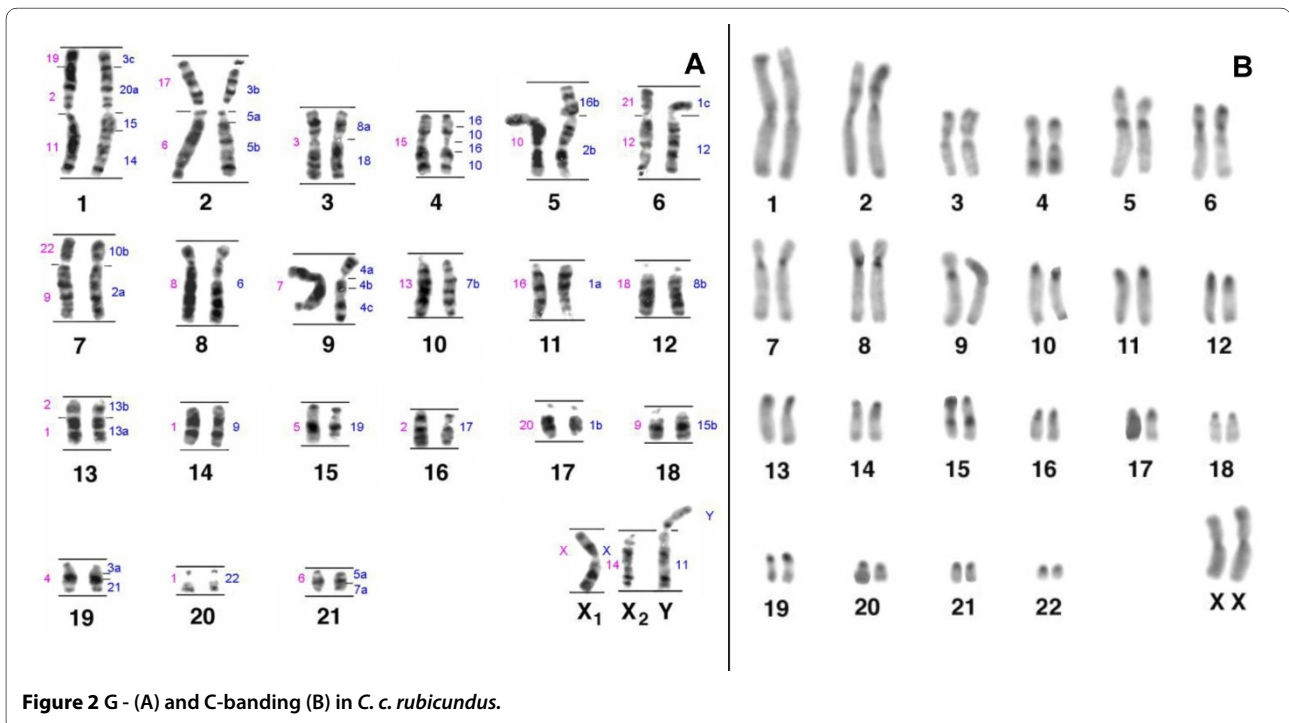 A
19 3c
2 20a
11 15
14
1
17 3b
5a
6 5b
2
8a
3 18
3
16
15 10
16
10
4
16b
10 2b
5
21 1c
12 12
6
22 10b
9 2a
7
8 6
8
4a
7 4b
4c
9
13 7b
10
16 1a
11
18 8b
12
2 13b
1 13a
13
1 9
14
5 19
15
2 17
16
20 1b
17
9 15b
18
4 3a
21
19
1 22
20
6 5a
7a
21
X X
X1
14 11
Y
X2 Y
B
1 2 3 4 5 6
7 8 9 10 11 12
13 14 15 16 17 18
19 20 21 22 X X
Figure 2 G - (A) and C-banding (B) in C. c. rubicundus.